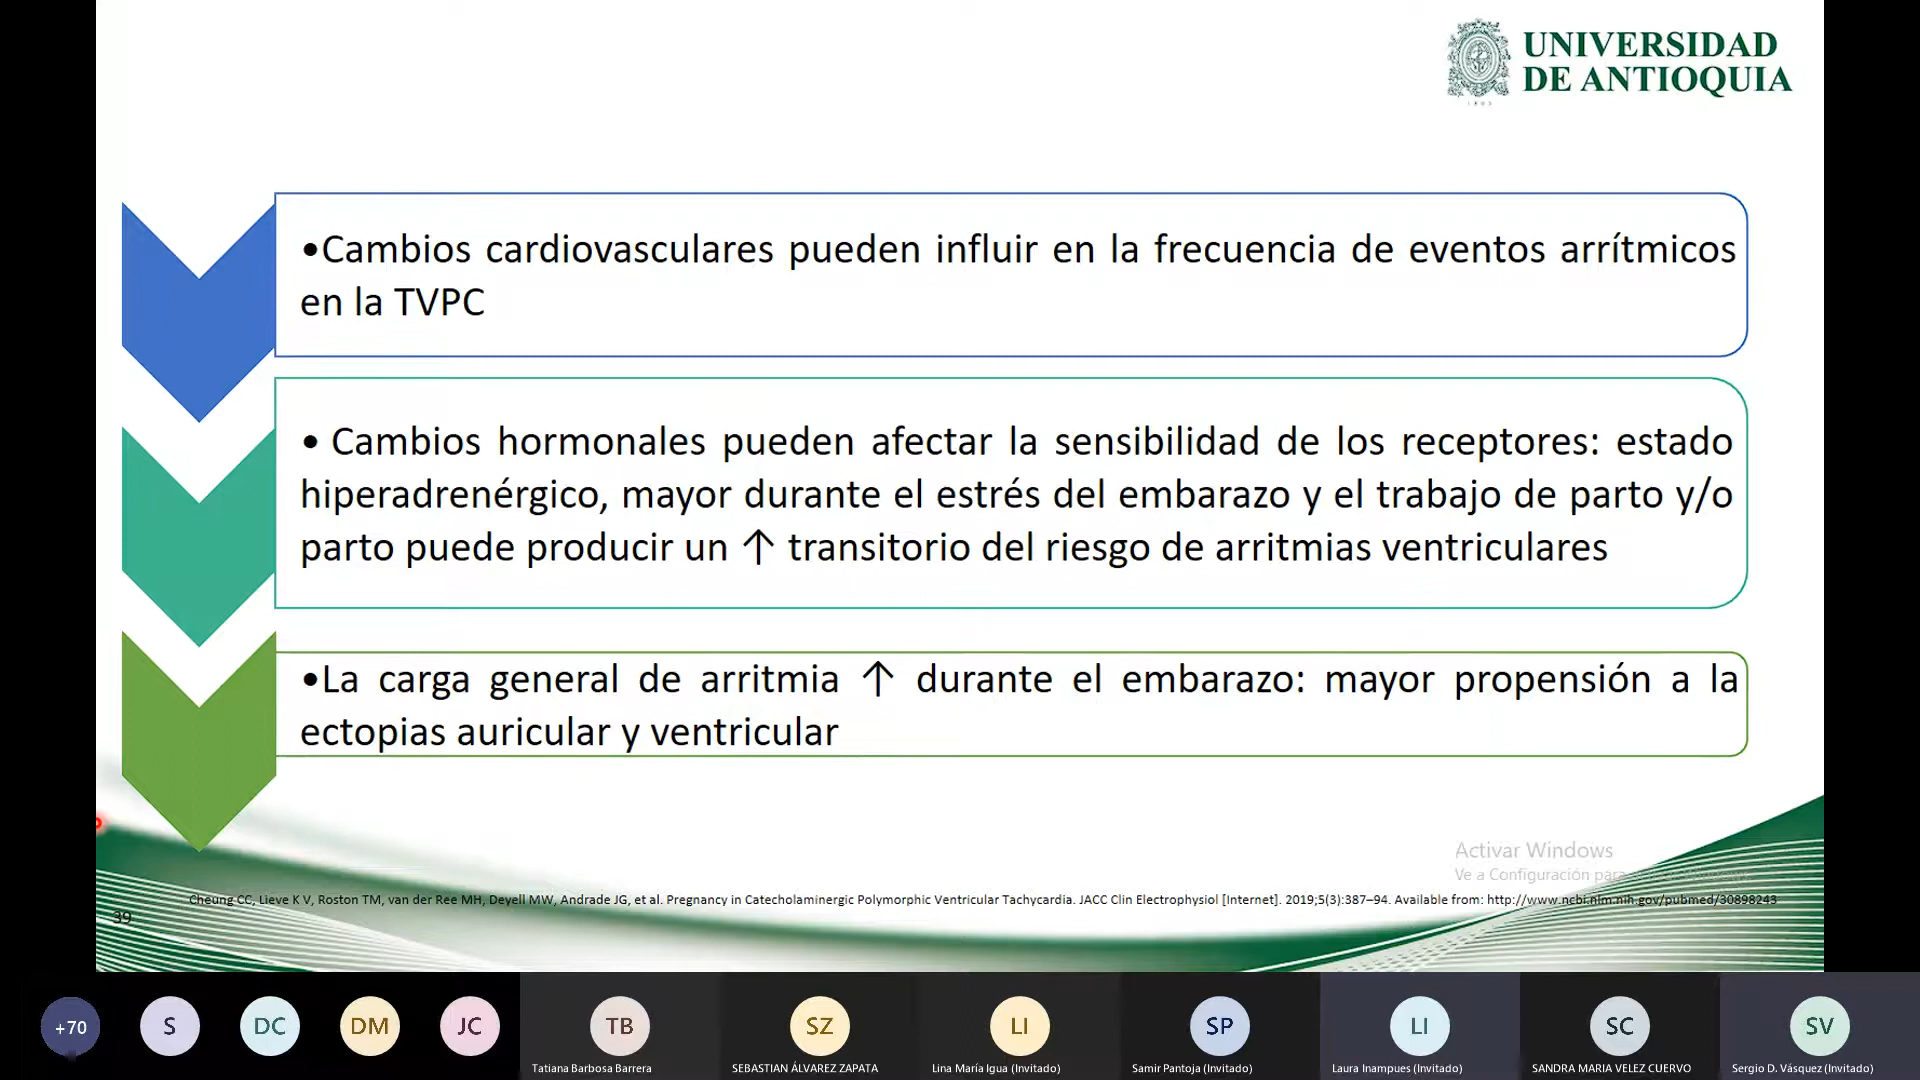 UNIVERSIDAD
DE ANTIOQUIA
1803
•Cambios cardiovasculares pueden influir en la frecuencia de eventos arrítmicos
en la TVPC
• Cambios hormonales pueden afectar la sensibilidad de los receptores: estado
hiperadrenérgico, mayor durante el estrés del embarazo y el trabajo de parto y/o
parto puede producir un ↑ transitorio del riesgo de arritmias ventriculares
•La carga general de arritmia ↑ durante el embarazo: mayor propensión a la
ectopias auricular y ventricular
Activar Windows
Ve a Configuración para
Cheung CC, Lieve K V, Roston TM, van der Ree MH, Deyell MW, Andrade JG, et al. Pregnancy in Catecholaminergic Polymorphic Ventricular Tachycardia. JACC Clin Electrophysiol [Internet]. 2019;5(3):387–94. Available from: http://www.ncbi.nlm.nih.gov/pubmed/30898243
39
+70
S
DC
DM
JC
TB
SZ
LI
SP
LI
SC
SV
Tatiana Barbosa Barrera
SEBASTIAN ÁLVAREZ ZAPATA
Lina María Igua (Invitado)
Samir Pantoja (Invitado)
Laura Inampues (Invitado)
SANDRA MARIA VELEZ CUERVO
Sergio D. Vásquez (Invitado)